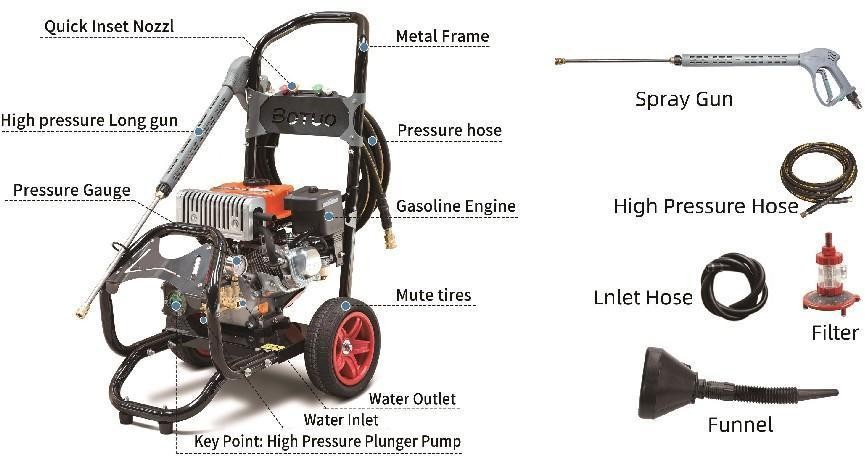 Quick Inset Nozzl
Metal Frame
High pressure Long gun
BOTUO
Pressure hose
Pressure Gauge
Gasoline Engine
Mute tires
Water Outlet
Water Inlet
Key Point: High Pressure Plunger Pump
Spray Gun
High Pressure Hose
Lnlet Hose
Filter
Funnel